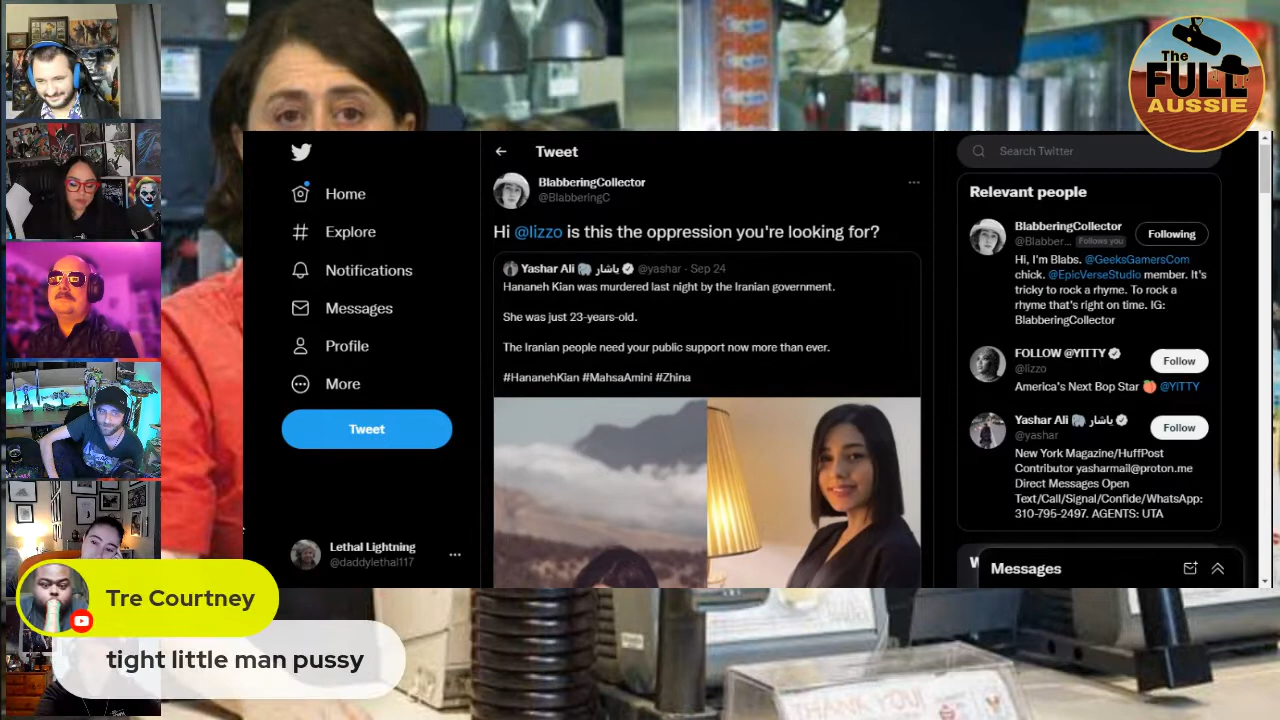 The
FULL
AUSSIE
Home
Explore
Notifications
Messages
Profile
More
Tweet
Lethal Lightning
@daddylethal117
Tweet
BlabberingCollector
@BlabberingC
Hi @lizzo is this the oppression you're looking for?
Yashar Ali 🐘 یاشار @yashar · Sep 24
Hananeh Kian was murdered last night by the Iranian government.
She was just 23-years-old.
The Iranian people need your public support now more than ever.
#HananehKian #MahsaAmini #Zhina
Search Twitter
Relevant people
BlabberingCollector
@Blabber... Follows you
Following
Hi, I'm Blabs. @GeeksGamersCom
chick. @EpicVerseStudio member. It's
tricky to rock a rhyme. To rock a
rhyme that's right on time. IG:
BlabberingCollector
FOLLOW @YITTY
@lizzo
Follow
America's Next Bop Star 🍑 @YITTY
Yashar Ali 🐘 یاشار
@yashar
Follow
New York Magazine/HuffPost
Contributor yasharmail@proton.me
Direct Messages Open
Text/Call/Signal/Confide/WhatsApp:
310-795-2497. AGENTS: UTA
Messages
Tre Courtney
tight little man pussy
THANK YOU!